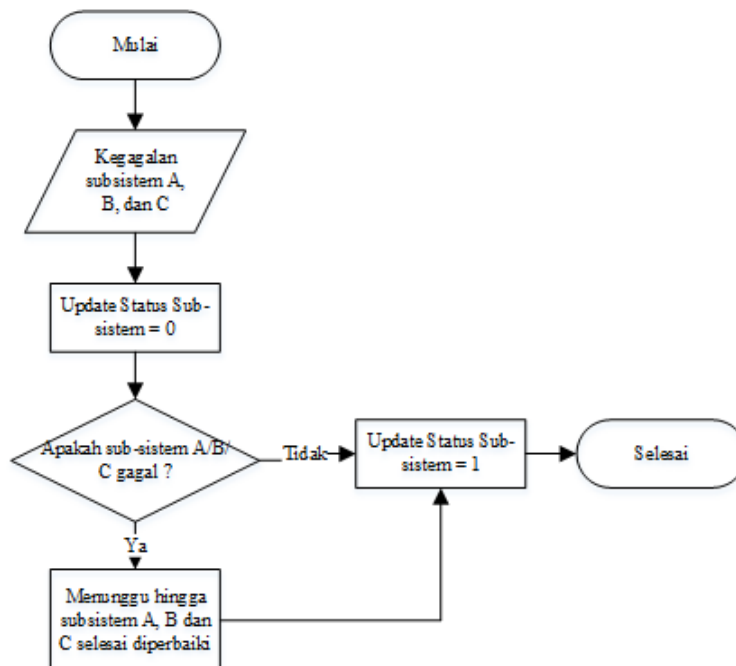 Mulai
Kegagalan
subsistem A,
B, dan C
Update Status Sub-
sistem = 0
Apakah sub-sistem A/B/
C gagal ?
Tidak
Update Status Sub-
sistem = 1
Selesai
Ya
Menunggu hingga
subsistem A, B dan
C selesai diperbaiki